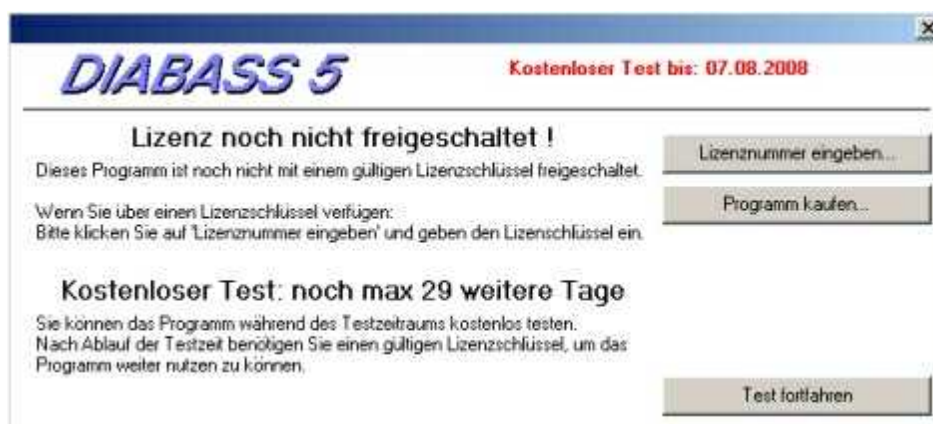 DIABASS 5
Kostenloser Test bis: 07.08.2008
Lizenz noch nicht freigeschaltet !
Dieses Programm ist noch nicht mit einem gültigen Lizenzschlüssel freigeschaltet.
Lizenznummer eingeben...
Programm kaufen...
Wenn Sie über einen Lizenzschlüssel verfügen:
Bitte klicken Sie auf 'Lizenznummer eingeben' und geben den Lizenschlüssel ein.
Kostenloser Test: noch max 29 weitere Tage
Sie können das Programm während des Testzeitraums kostenlos testen.
Nach Ablauf der Testzeit benötigen Sie einen gültigen Lizenzschlüssel, um das
Programm weiter nutzen zu können.
Test fortfahren